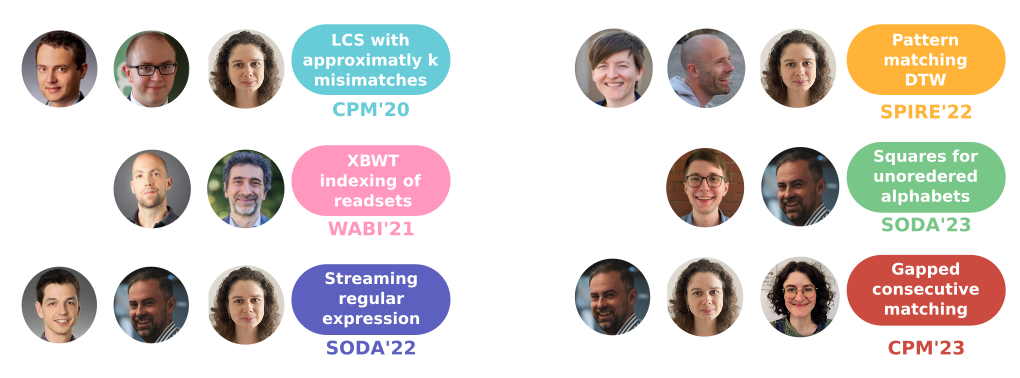 LCS with
approximatly k
misimatches
CPM'20
XBWT
indexing of
readsets
WABI'21
Streaming
regular
expression
SODA'22
Pattern
matching
DTW
SPIRE'22
Squares for
unoredered
alphabets
SODA'23
Gapped
consecutive
matching
CPM'23